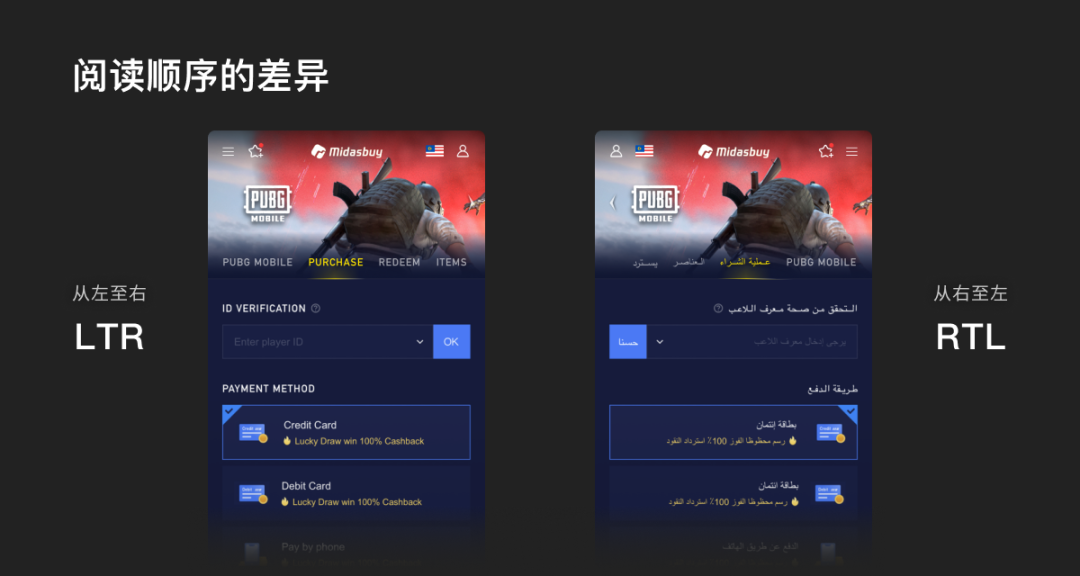 阅读顺序的差异
从左至右
LTR
Midasbuy
PUBG
MOBILE
PUBG MOBILE PURCHASE REDEEM ITEMS
ID VERIFICATION
Enter player ID
OK
PAYMENT METHOD
Credit Card
Lucky Draw win 100% Cashback
Debit Card
Lucky Draw win 100% Cashback
Pay by phone
Midasbuy
PUBG
MOBILE
PUBG MOBILE عملية الشراء العناصر يسترد
التحقق من صحة معرف اللاعب
يرجي إدخال معرف اللاعب
حسنا
طريقة الدفع
بطاقة إئتمان
رسم محظوظا الفوز 100٪ استرداد النقود
بطاقة ائتمان
رسم محظوظا الفوز 100٪ استرداد النقود
الدفع عن طريق الهاتف
从右至左
RTL